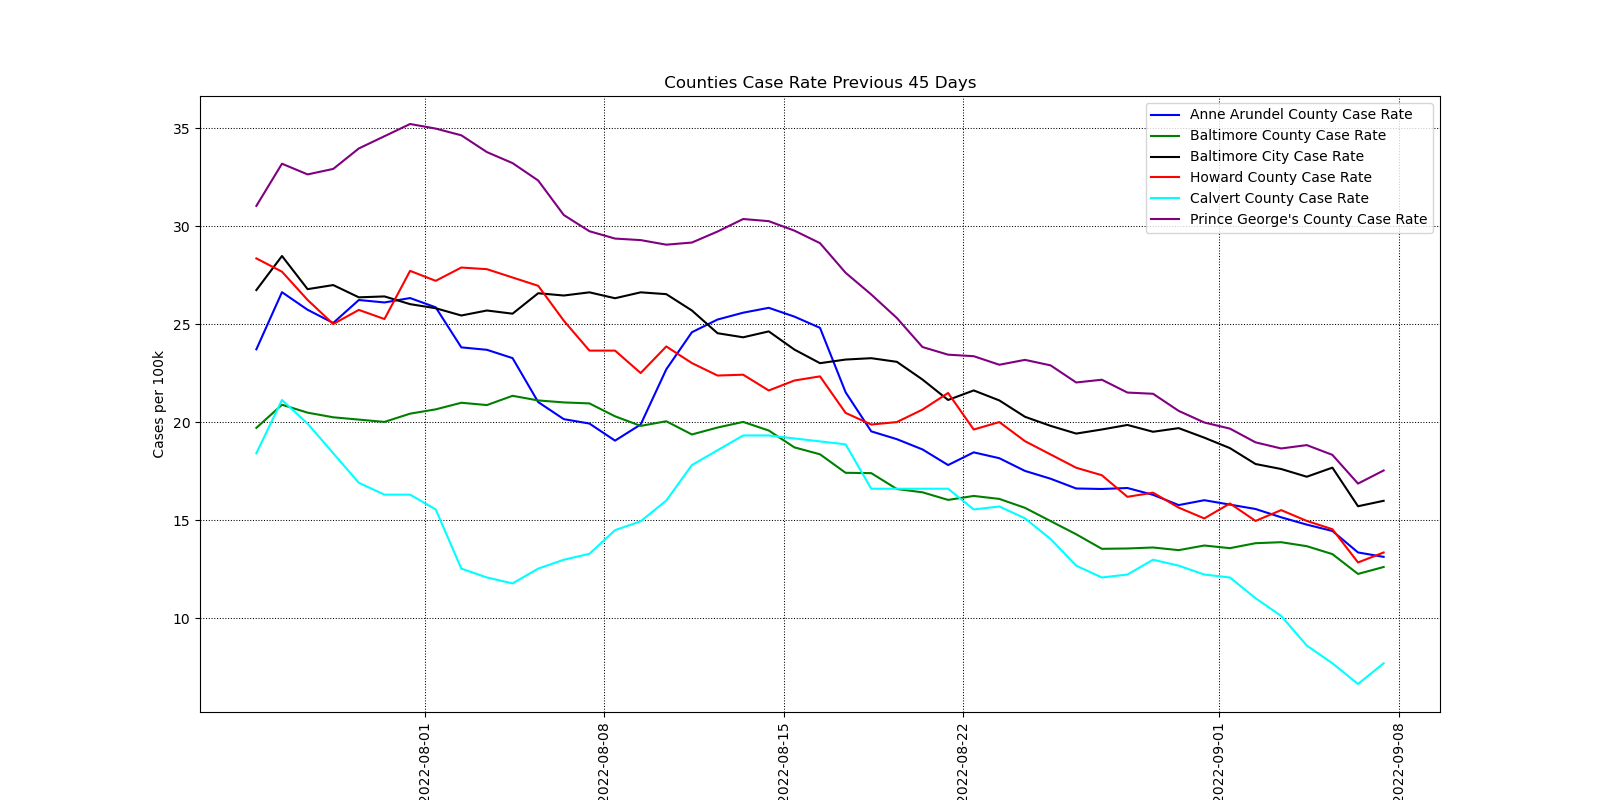 Counties Case Rate Previous 45 Days
Anne Arundel County Case Rate
Baltimore County Case Rate
Baltimore City Case Rate
Howard County Case Rate
Calvert County Case Rate
Prince George's County Case Rate
Cases per 100k
35
30
25
20
15
10
2022-08-01
2022-08-08
2022-08-15
2022-08-22
2022-09-01
2022-09-08